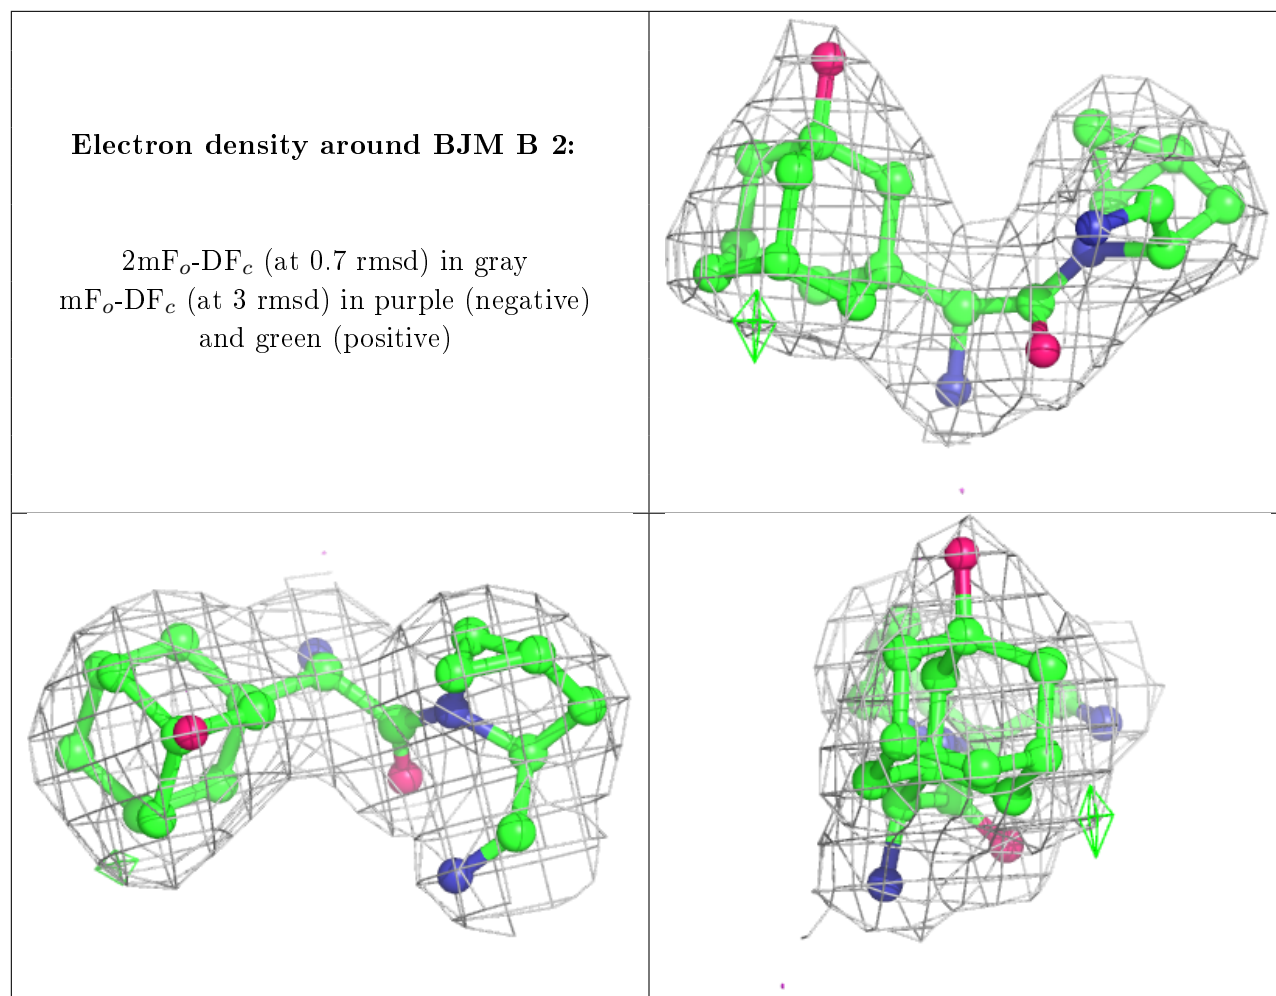 Electron density around BJM B 2:
2mFo-DFc (at 0.7 rmsd) in gray
mFo-DFc (at 3 rmsd) in purple (negative)
and green (positive)